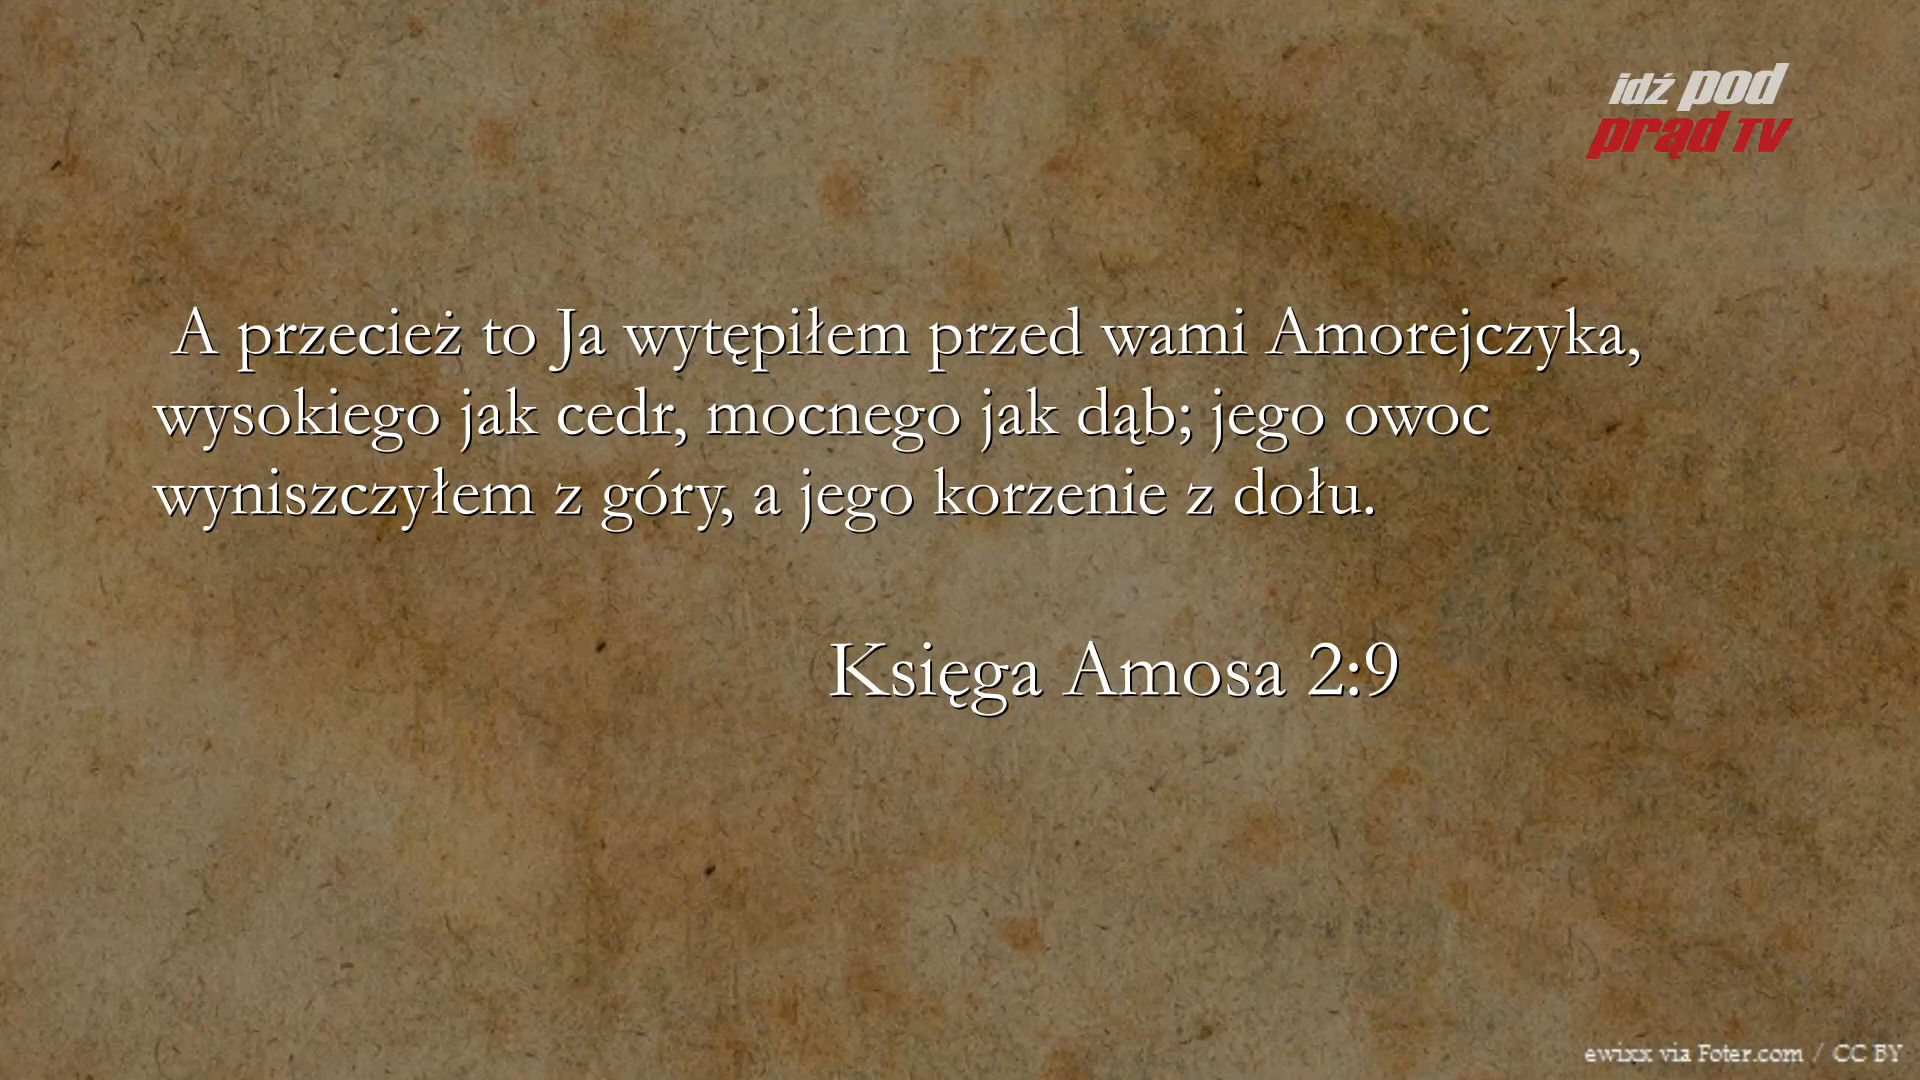 idź pod
prąd TV
A przecież to Ja wytępiłem przed wami Amorejczyka,
wysokiego jak cedr, mocnego jak dąb; jego owoc
wyniszczyłem z góry, a jego korzenie z dołu.
Księga Amosa 2:9
ewixx via Foter.com / CC BY